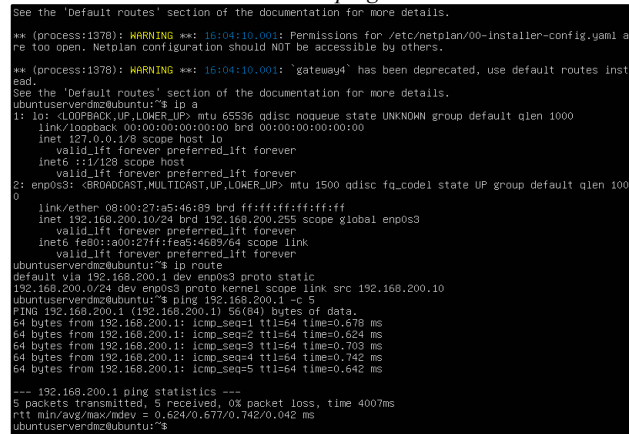 See the 'Default routes' section of the documentation for more details.
** (process:1378): WARNING **: 16:04:10.001: Permissions for /etc/netplan/00-installer-config.yaml a
re too open. Netplan configuration should NOT be accessible by others.
** (process:1378): WARNING **: 16:04:10.001: `gateway4` has been deprecated, use default routes inst
ead.
See the 'Default routes' section of the documentation for more details.
ubuntuserverdmz@ubuntu:~$ ip a
1: lo: <LOOPBACK,UP,LOWER_UP> mtu 65536 qdisc noqueue state UNKNOWN group default qlen 1000
link/loopback 00:00:00:00:00:00 brd 00:00:00:00:00:00
inet 127.0.0.1/8 scope host lo
valid_lft forever preferred_lft forever
inet6 ::1/128 scope host
valid_lft forever preferred_lft forever
2: enp0s3: <BROADCAST,MULTICAST,UP,LOWER_UP> mtu 1500 qdisc fq_codel state UP group default qlen 100
0
link/ether 08:00:27:a5:46:89 brd ff:ff:ff:ff:ff:ff
inet 192.168.200.10/24 brd 192.168.200.255 scope global enp0s3
valid_lft forever preferred_lft forever
inet6 fe80::a00:27ff:fea5:4689/64 scope link
valid_lft forever preferred_lft forever
ubuntuserverdmz@ubuntu:~$ ip route
default via 192.168.200.1 dev enp0s3 proto static
192.168.200.0/24 dev enp0s3 proto kernel scope link src 192.168.200.10
ubuntuserverdmz@ubuntu:~$ ping 192.168.200.1 -c 5
PING 192.168.200.1 (192.168.200.1) 56(84) bytes of data.
64 bytes from 192.168.200.1: icmp_seq=1 ttl=64 time=0.678 ms
64 bytes from 192.168.200.1: icmp_seq=2 ttl=64 time=0.624 ms
64 bytes from 192.168.200.1: icmp_seq=3 ttl=64 time=0.703 ms
64 bytes from 192.168.200.1: icmp_seq=4 ttl=64 time=0.742 ms
64 bytes from 192.168.200.1: icmp_seq=5 ttl=64 time=0.642 ms
--- 192.168.200.1 ping statistics ---
5 packets transmitted, 5 received, 0% packet loss, time 4007ms
rtt min/avg/max/mdev = 0.624/0.677/0.742/0.042 ms
ubuntuserverdmz@ubuntu:~$